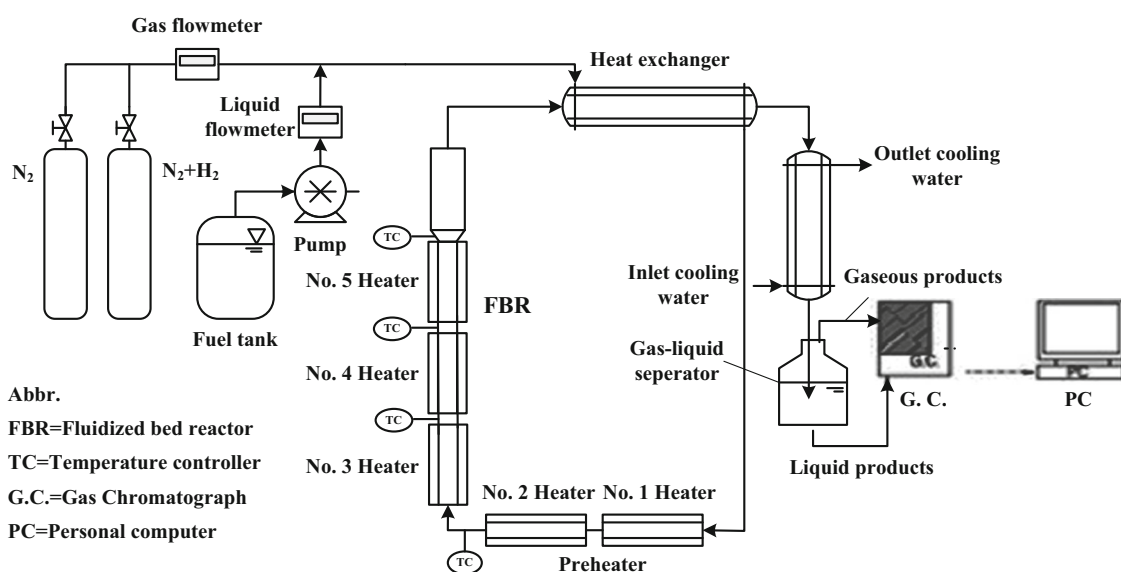 Gas flowmeter
Heat exchanger
Liquid
flowmeter
N₂
N₂+H₂
Outlet cooling
water
TC
Pump
No. 5 Heater
FBR
Inlet cooling
water
Gaseous products
Fuel tank
TC
Gas-liquid
seperator
G.C.
PC
No. 4 Heater
G. C.
PC
Abbr.
FBR=Fluidized bed reactor
TC
TC=Temperature controller
No. 3 Heater
Liquid products
G.C.=Gas Chromatograph
No. 2 Heater
No. 1 Heater
PC=Personal computer
TC
Preheater